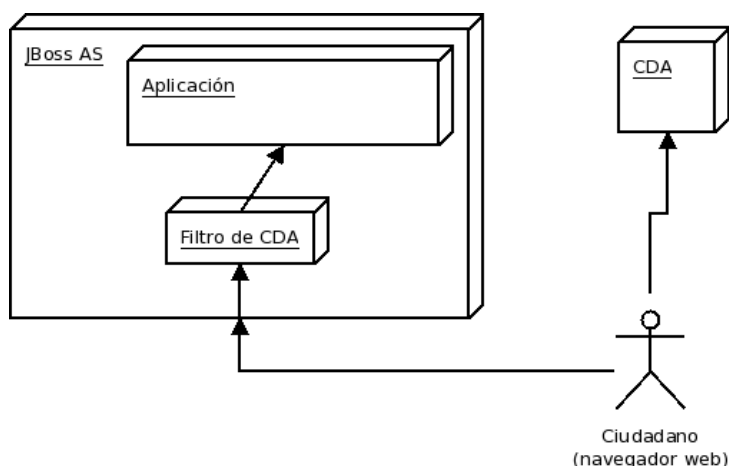 JBoss AS
Aplicación
CDA
Filtro de CDA
Ciudadano
(navegador web)